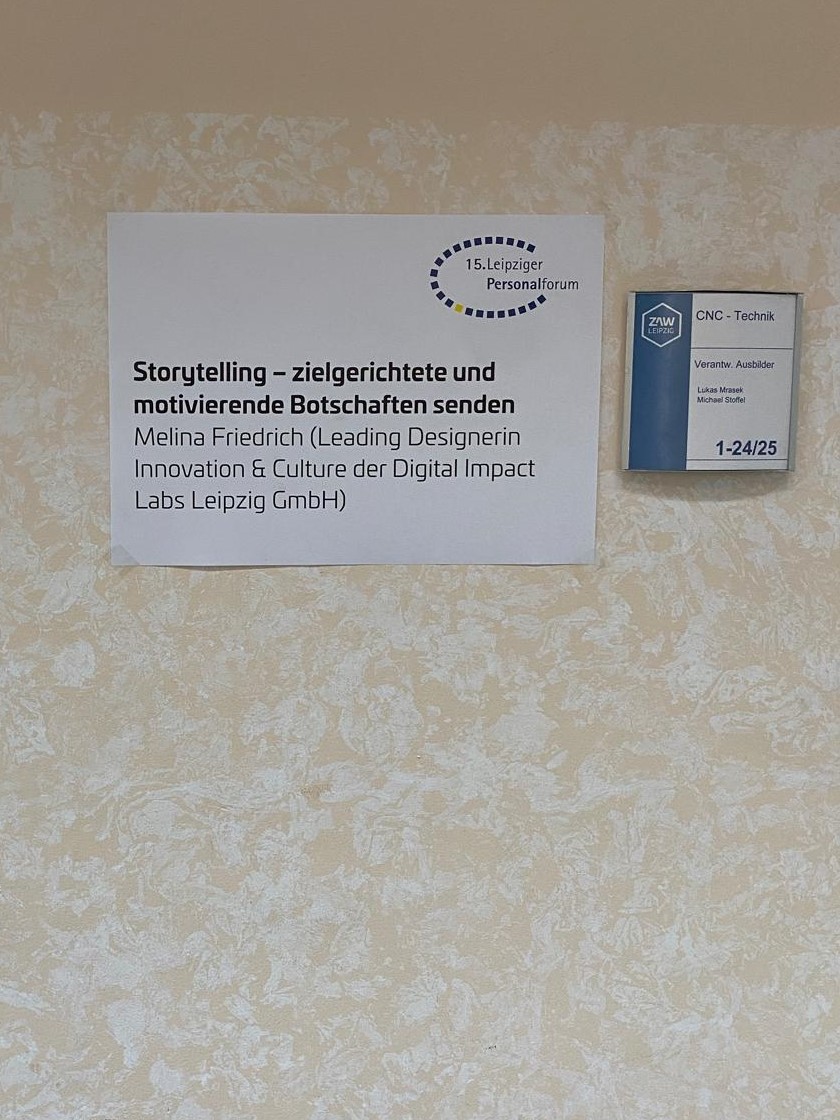 15.Leipziger
Personalforum
Storytelling – zielgerichtete und
motivierende Botschaften senden
Melina Friedrich (Leading Designerin
Innovation & Culture der Digital Impact
Labs Leipzig GmbH)
ZAW
LEIPZIG
CNC - Technik
Verantw. Ausbilder
Lukas Mrasek
Michael Stoffel
1-24/25